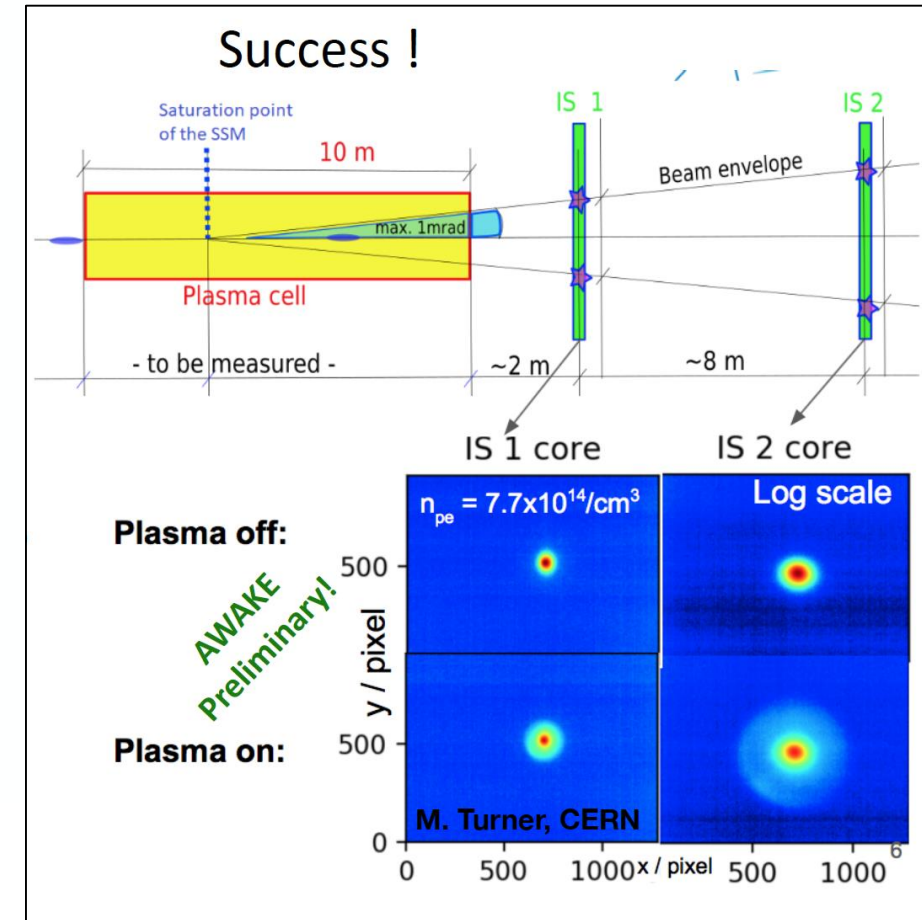 Success !
Saturation point
of the SSM
10 m
IS 1
IS 2
Beam envelope
max. 1mrad
Plasma cell
- to be measured -
~2 m
~8 m
IS 1 core
IS 2 core
n_pe = 7.7x10^14/cm^3
Log scale
Plasma off:
500
AWAKE
Preliminary!
y / pixel
Plasma on:
500
M. Turner, CERN
0
6
0 500 1000 x / pixel 500 1000